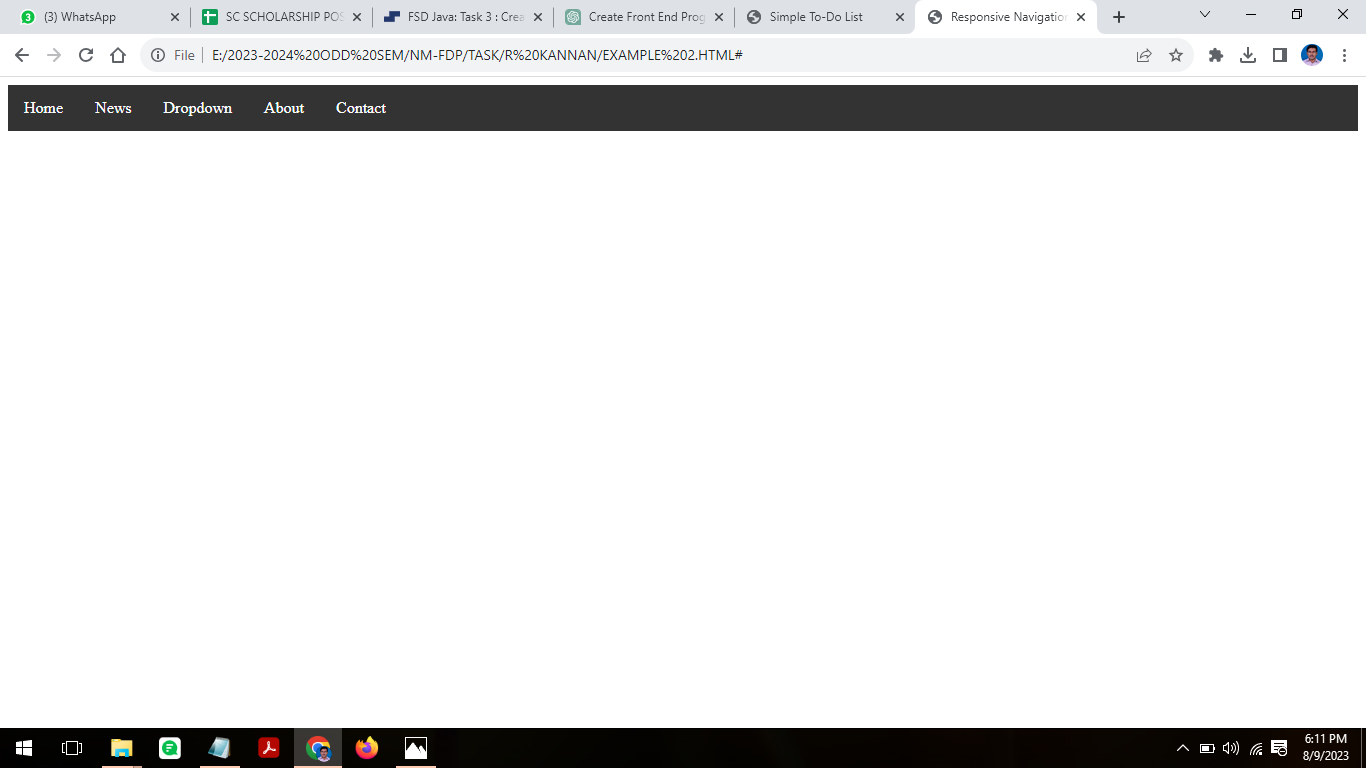 (3) WhatsApp
SC SCHOLARSHIP POS
FSD Java: Task 3 : Crea
Create Front End Prog
Simple To-Do List
Responsive Navigation
File
E:/2023-2024%20ODD%20SEM/NM-FDP/TASK/R%20KANNAN/EXAMPLE%202.HTML#
Home
News
Dropdown
About
Contact
6:11 PM
8/9/2023